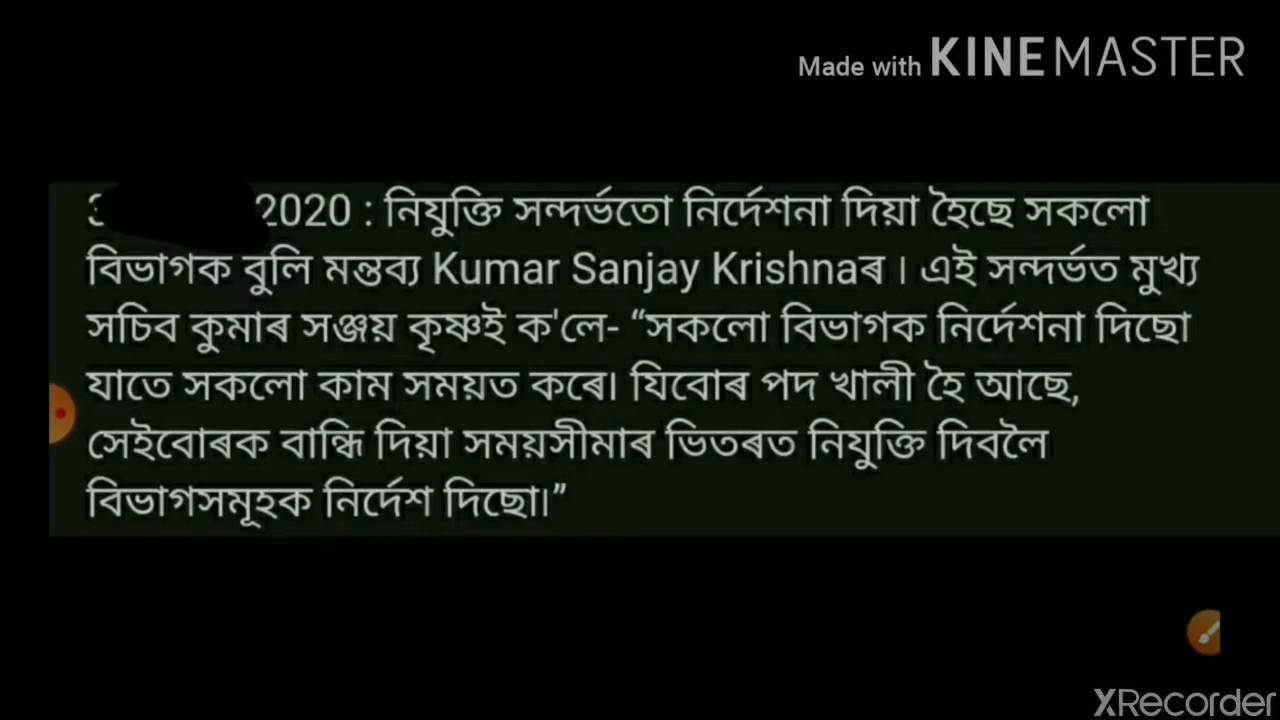 Made with KINEMASTER
2020 : নিযুক্তি সন্দৰ্ভতো নিৰ্দেশনা দিয়া হৈছে সকলো
বিভাগক বুলি মন্তব্য Kumar Sanjay Krishnaৰ । এই সন্দৰ্ভত মুখ্য
সচিব কুমাৰ সঞ্জয় কৃষ্ণই ক'লে- “সকলো বিভাগক নিৰ্দেশনা দিছো
যাতে সকলো কাম সময়ত কৰে। যিবোৰ পদ খালী হৈ আছে,
সেইবোৰক বান্ধি দিয়া সময়সীমাৰ ভিতৰত নিযুক্তি দিবলৈ
বিভাগসমূহক নিৰ্দেশ দিছো।”
XRecorder